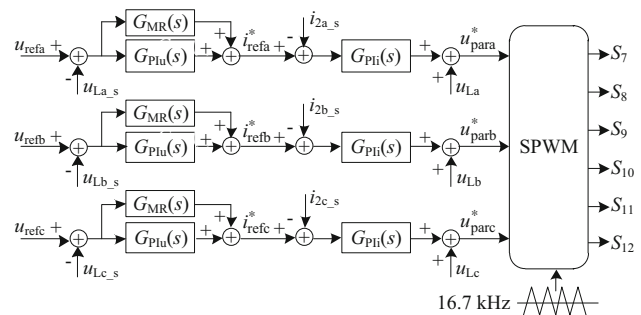 G_MR(s)
u_refa + + i*_refa + - i_2a_s u*_para S_7
G_PIu(s) + + G_PIi(s) + +
- u_La_s u_La S_8
G_MR(s)
u_refb + + i*_refb + - i_2b_s u*_parb S_9
G_PIu(s) + + G_PIi(s) + + SPWM
- u_Lb_s u_Lb S_10
G_MR(s)
u_refc + + i*_refc + - i_2c_s u*_parc S_11
G_PIu(s) + + G_PIi(s) + + S_12
- u_Lc_s u_Lc
16.7 kHz